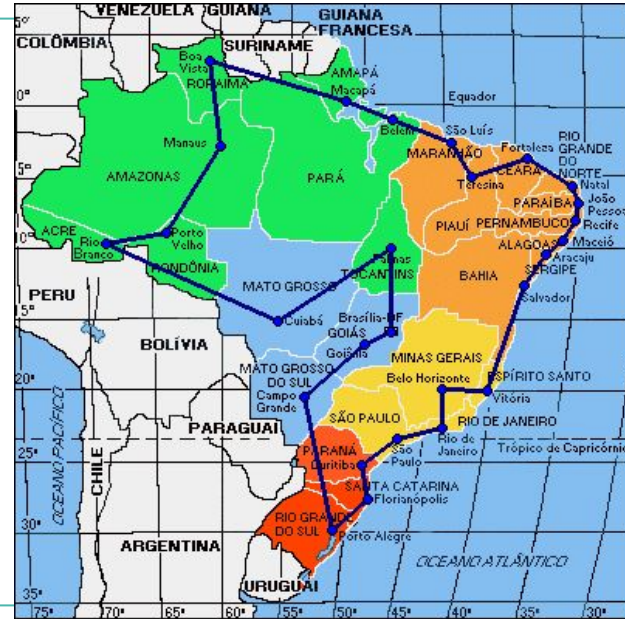 VENEZUELA
GUIANA
GUIANA
FRANCESA
SURINAME
COLÔMBIA
5°
0°
5°
10°
15°
20°
25°
30°
35°
Boa
Vista
RORAIMA
AMAPÁ
Macapá
Equador
Belém
São Luís
MARANHÃO
Fortaleza
CEARÁ
RIO
GRANDE
DO
NORTE
Natal
Manaus
AMAZONAS
PARÁ
Teresina
PARAÍBA
João
Pessoa
PIAUÍ
PERNAMBUCO
Recife
ACRE
Rio
Branco
Porto
Velho
RONDÔNIA
Palmas
TOCANTINS
ALAGOAS
Maceió
Aracaju
SERGIPE
BAHIA
Salvador
MATO GROSSO
Cuiabá
PERU
BOLÍVIA
Brasília-DF
GOIÁS
Goiânia
MINAS GERAIS
Belo Horizonte
ESPÍRITO SANTO
Vitória
MATO GROSSO
DO SUL
Campo
Grande
SÃO PAULO
RIO DE JANEIRO
Rio de
Janeiro
São
Paulo
Trópico de Capricórnio
PARAGUAI
PARANÁ
Curitiba
SANTA CATARINA
Florianópolis
RIO GRANDE
DO SUL
Porto Alegre
OCEANO PACÍFICO
CHILE
ARGENTINA
URUGUAI
OCEANO ATLÂNTICO
75°
70°
65°
60°
55°
50°
45°
40°
35°
30°